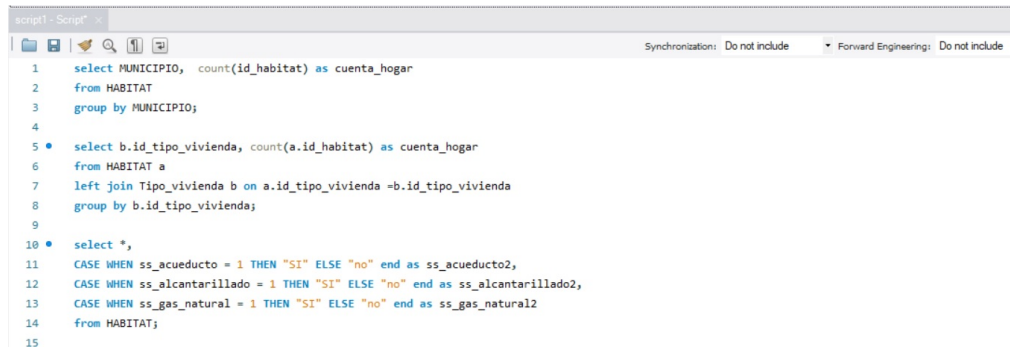 script1 - Script* ×
Synchronization: Do not include Forward Engineering: Do not include
1 select MUNICIPIO,  count(id_habitat) as cuenta_hogar
2 from HABITAT
3 group by MUNICIPIO;
4
5 select b.id_tipo_vivienda, count(a.id_habitat) as cuenta_hogar
6 from HABITAT a
7 left join Tipo_vivienda b on a.id_tipo_vivienda =b.id_tipo_vivienda
8 group by b.id_tipo_vivienda;
9
10 select *,
11 CASE WHEN ss_acueducto = 1 THEN "SI" ELSE "no" end as ss_acueducto2,
12 CASE WHEN ss_alcantarillado = 1 THEN "SI" ELSE "no" end as ss_alcantarillado2,
13 CASE WHEN ss_gas_natural = 1 THEN "SI" ELSE "no" end as ss_gas_natural2
14 from HABITAT;
15